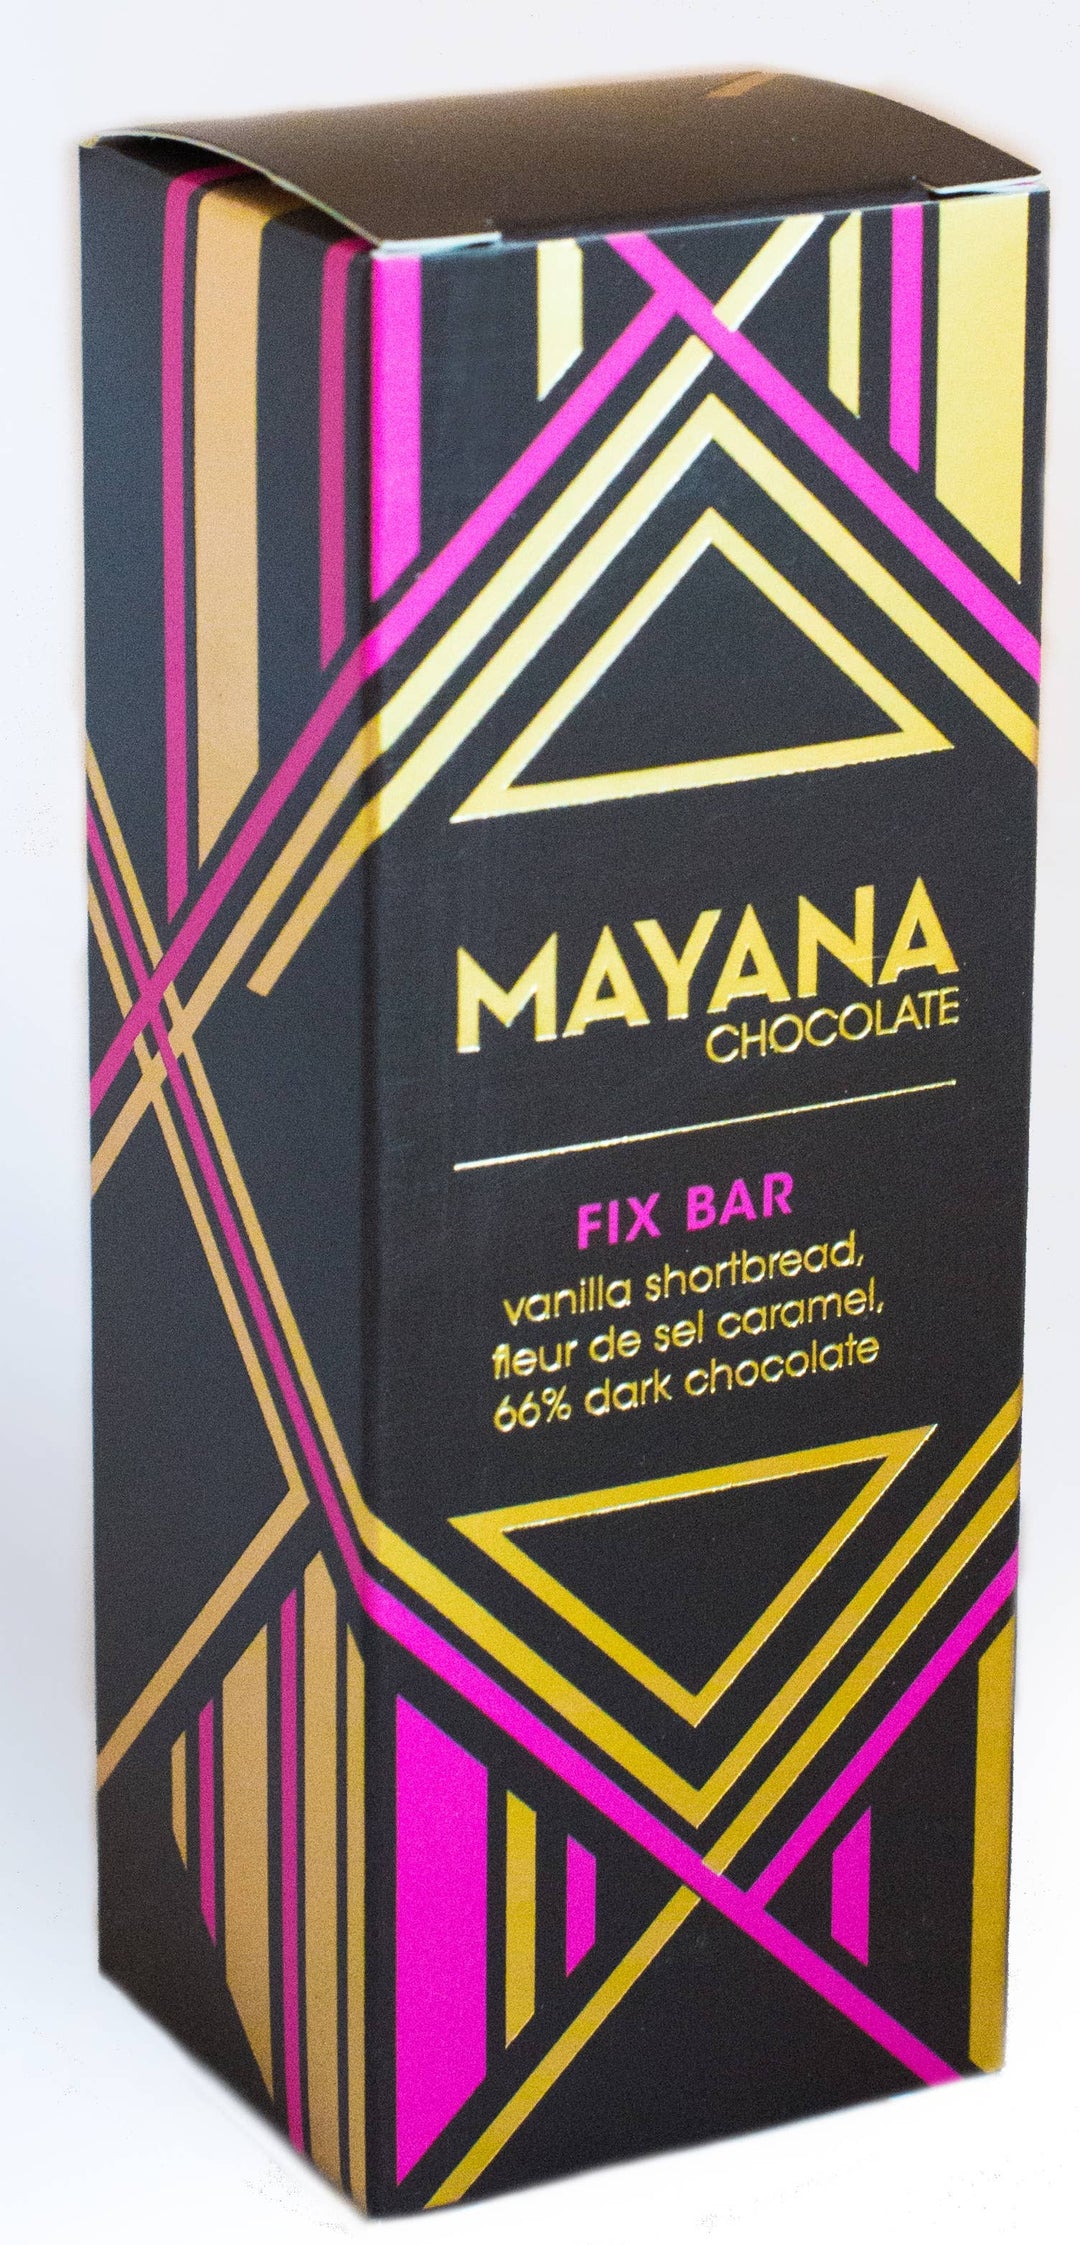 MAYANA
CHOCOLATE
FIX BAR
vanilla shortbread,
fleur de sel caramel,
66% dark chocolate